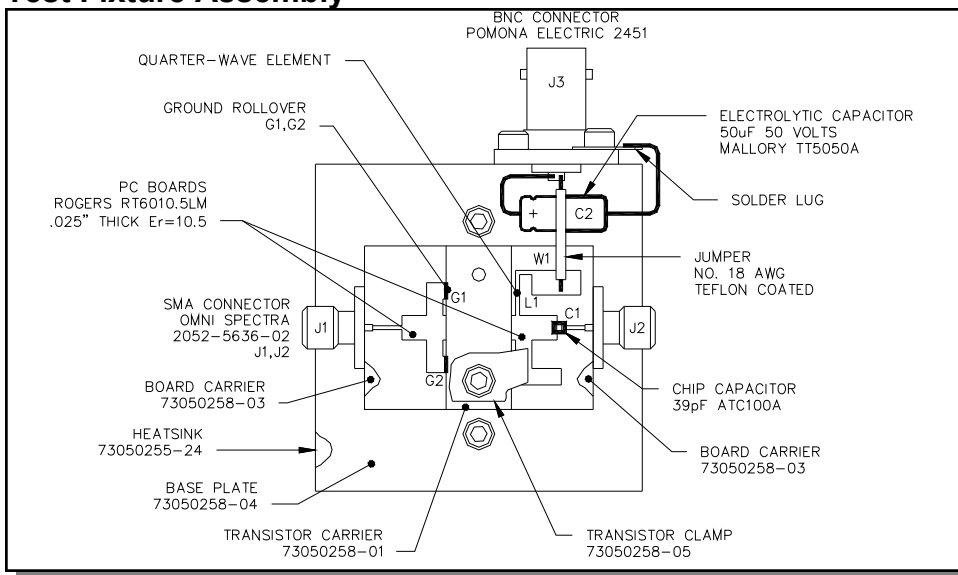 BNC CONNECTOR
POMONA ELECTRIC 2451
J3
QUARTER-WAVE ELEMENT
GROUND ROLLOVER
G1,G2
ELECTROLYTIC CAPACITOR
50uF 50 VOLTS
MALLORY TT5050A
PC BOARDS
ROGERS RT6010.5LM
.025" THICK Er=10.5
SOLDER LUG
+
C2
W1
JUMPER
NO. 18 AWG
TEFLON COATED
G1
L1
C1
SMA CONNECTOR
OMNI SPECTRA
2052-5636-02
J1,J2
J1
J2
G2
BOARD CARRIER
73050258-03
CHIP CAPACITOR
39pF ATC100A
HEATSINK
73050255-24
BOARD CARRIER
73050258-03
BASE PLATE
73050258-04
TRANSISTOR CARRIER
73050258-01
TRANSISTOR CLAMP
73050258-05